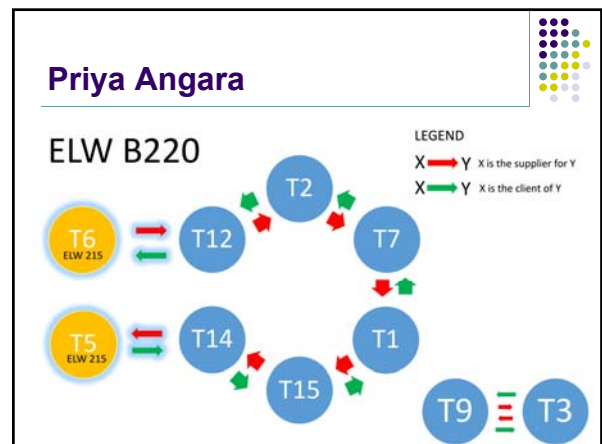 Priya Angara
ELW B220
LEGEND
X Y X is the supplier for Y
X Y X is the client of Y
T2
T6
ELW 215
T12
T7
T5
ELW 215
T14
T1
T15
T9
T3